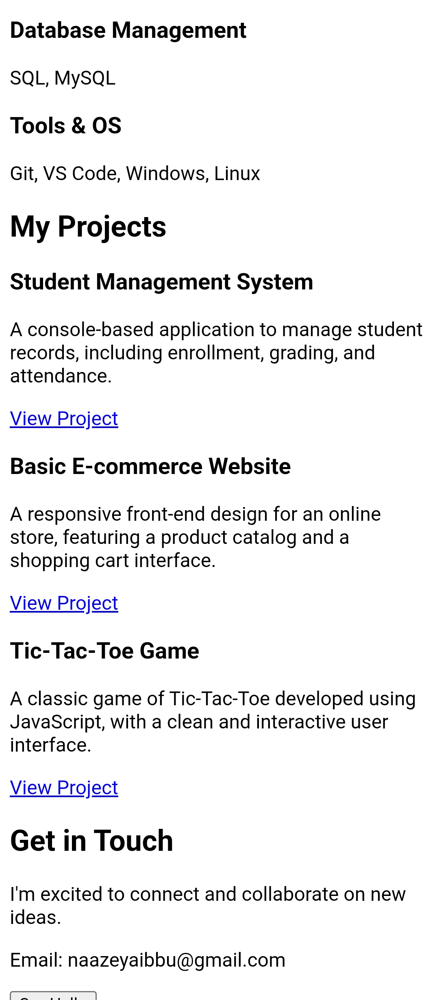 Database Management
SQL, MySQL
Tools & OS
Git, VS Code, Windows, Linux
My Projects
Student Management System
A console-based application to manage student
records, including enrollment, grading, and
attendance.
View Project
Basic E-commerce Website
A responsive front-end design for an online
store, featuring a product catalog and a
shopping cart interface.
View Project
Tic-Tac-Toe Game
A classic game of Tic-Tac-Toe developed using
JavaScript, with a clean and interactive user
interface.
View Project
Get in Touch
I'm excited to connect and collaborate on new
ideas.
Email: naazeyaibbu@gmail.com